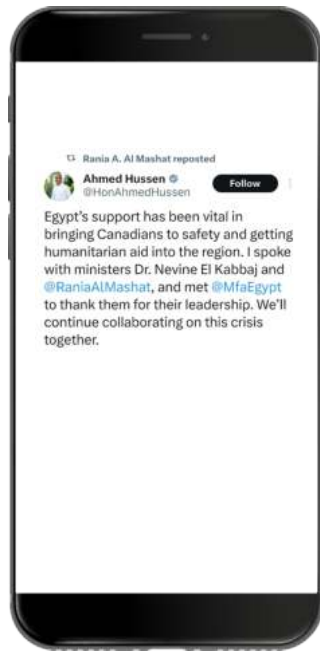 Rania A. Al Mashat reposted
Ahmed Hussen
@HonAhmedHussen
Follow
Egypt's support has been vital in
bringing Canadians to safety and getting
humanitarian aid into the region. I spoke
with ministers Dr. Nevine El Kabbaj and
@RaniaAlMashat, and met @MfaEgypt
to thank them for their leadership. We'll
continue collaborating on this crisis
together.